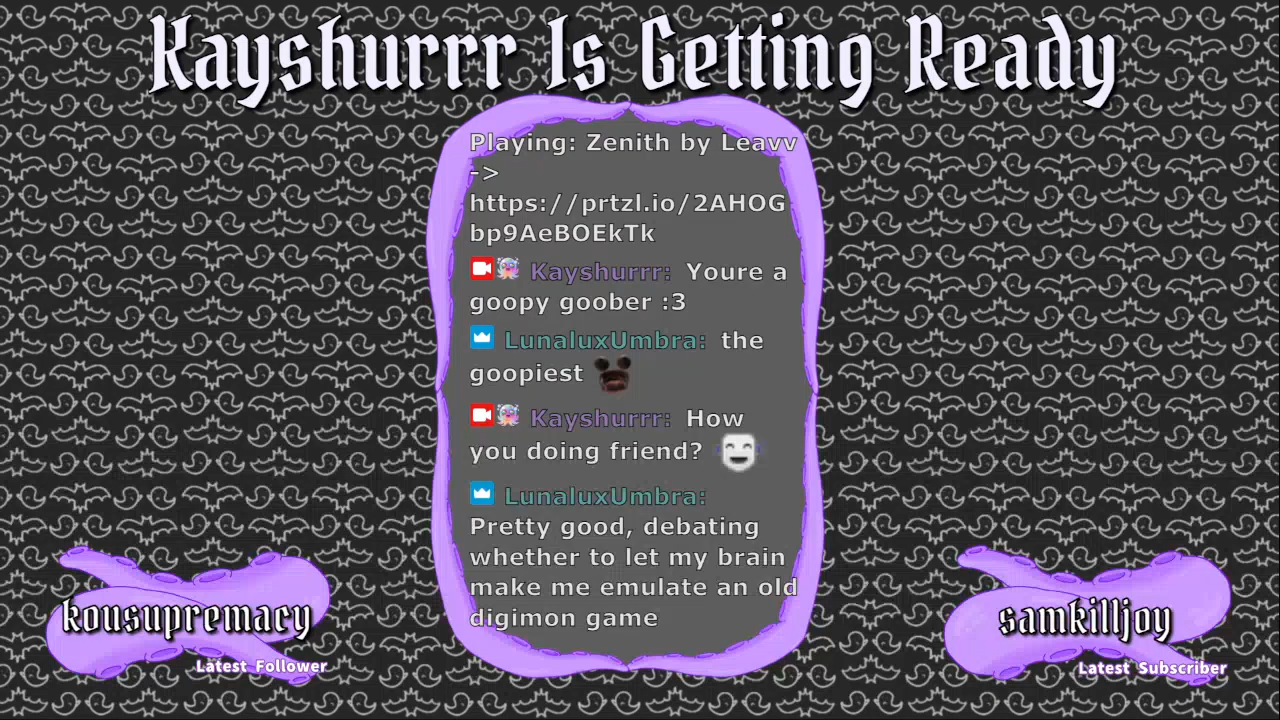 Kayshurrr Is Getting Ready
Playing: Zenith by Leavv
->
https://prtzl.io/2AHOG
bp9AeBOEkTk
Kayshurrr: Youre a
goopy goober :3
LunaluxUmbra: the
goopiest
Kayshurrr: How
you doing friend?
LunaluxUmbra:
Pretty good, debating
whether to let my brain
make me emulate an old
digimon game
kousupremacy
Latest Follower
samkilljoy
Latest Subscriber